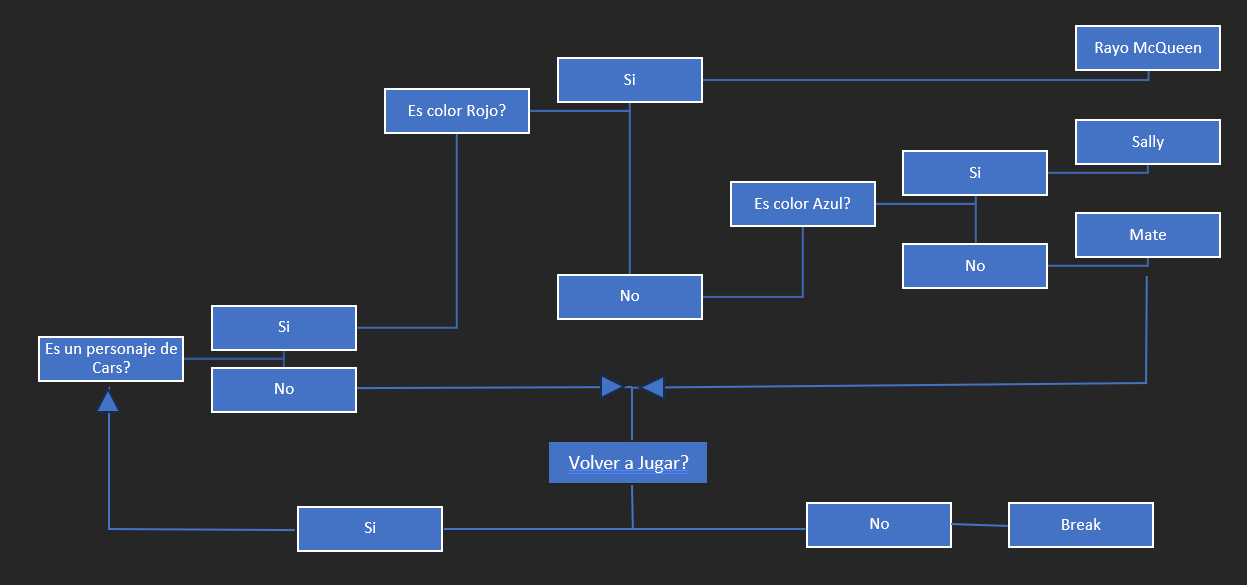 Rayo McQueen
Si
Es color Rojo?
Sally
Si
Es color Azul?
Mate
No
No
Si
Es un personaje de
Cars?
No
Volver a Jugar?
Si
No
Break